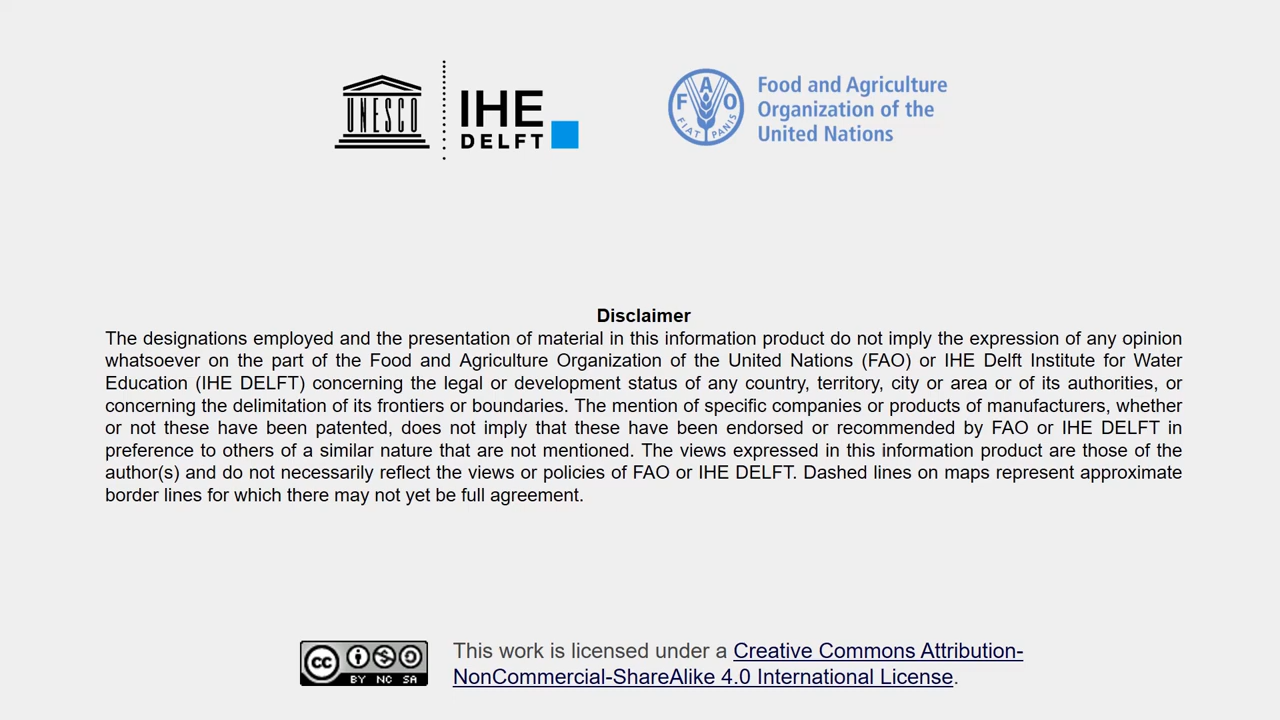 UNESCO
IHE
DELFT
FAO
FIAT PANIS
Food and Agriculture
Organization of the
United Nations
Disclaimer
The designations employed and the presentation of material in this information product do not imply the expression of any opinion
whatsoever on the part of the Food and Agriculture Organization of the United Nations (FAO) or IHE Delft Institute for Water
Education (IHE DELFT) concerning the legal or development status of any country, territory, city or area or of its authorities, or
concerning the delimitation of its frontiers or boundaries. The mention of specific companies or products of manufacturers, whether
or not these have been patented, does not imply that these have been endorsed or recommended by FAO or IHE DELFT in
preference to others of a similar nature that are not mentioned. The views expressed in this information product are those of the
author(s) and do not necessarily reflect the views or policies of FAO or IHE DELFT. Dashed lines on maps represent approximate
border lines for which there may not yet be full agreement.
cc
BY NC SA
This work is licensed under a Creative Commons Attribution-
NonCommercial-ShareAlike 4.0 International License.